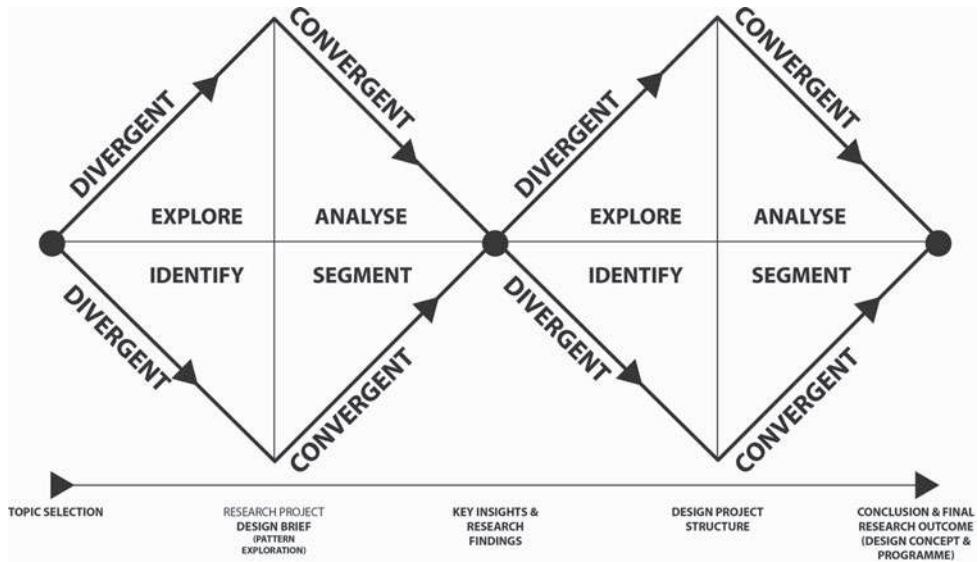 DIVERGENT
CONVERGENT
DIVERGENT
CONVERGENT
EXPLORE
ANALYSE
EXPLORE
ANALYSE
IDENTIFY
SEGMENT
IDENTIFY
SEGMENT
DIVERGENT
CONVERGENT
DIVERGENT
CONVERGENT
TOPIC SELECTION
RESEARCH PROJECT
DESIGN BRIEF
(PATTERN
EXPLORATION)
KEY INSIGHTS &
RESEARCH
FINDINGS
DESIGN PROJECT
STRUCTURE
CONCLUSION & FINAL
RESEARCH OUTCOME
(DESIGN CONCEPT &
PROGRAMME)